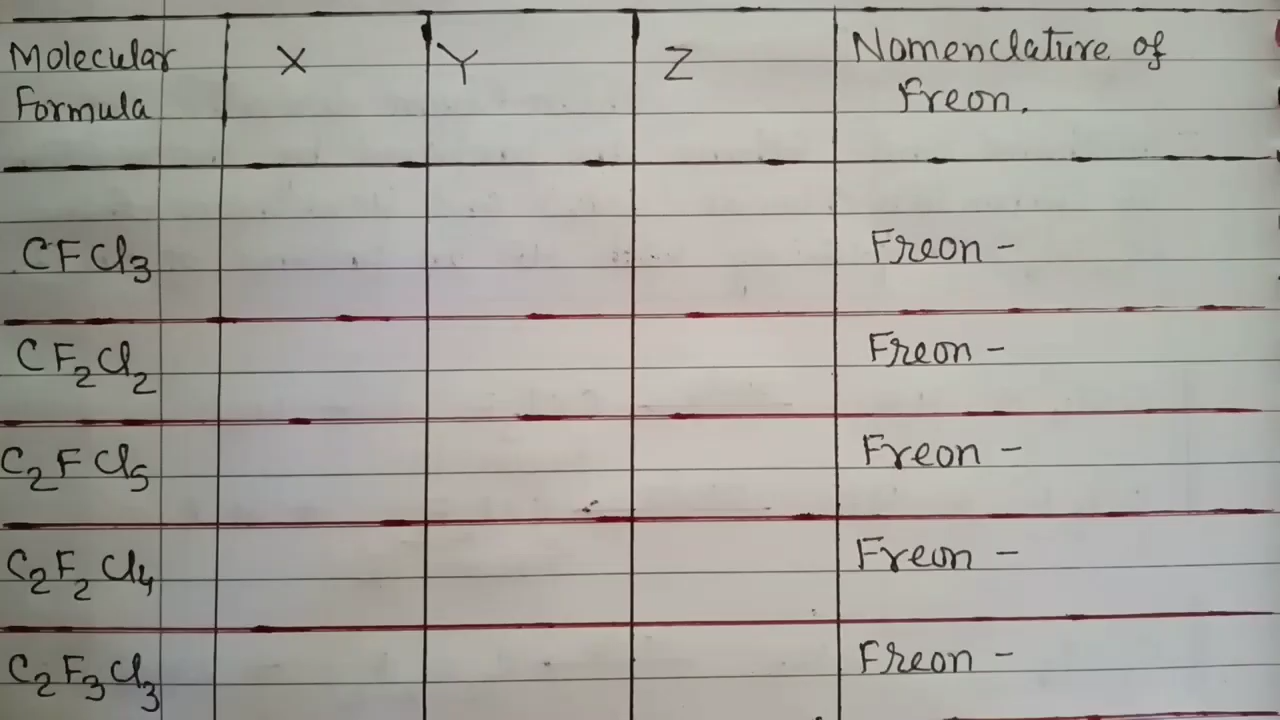 Molecular Formula X Y Z Nomenclature of Freon.
CFCl3 Freon -
CF2Cl2 Freon -
C2FCl5 Freon -
C2F2Cl4 Freon -
C2F3Cl3 Freon -